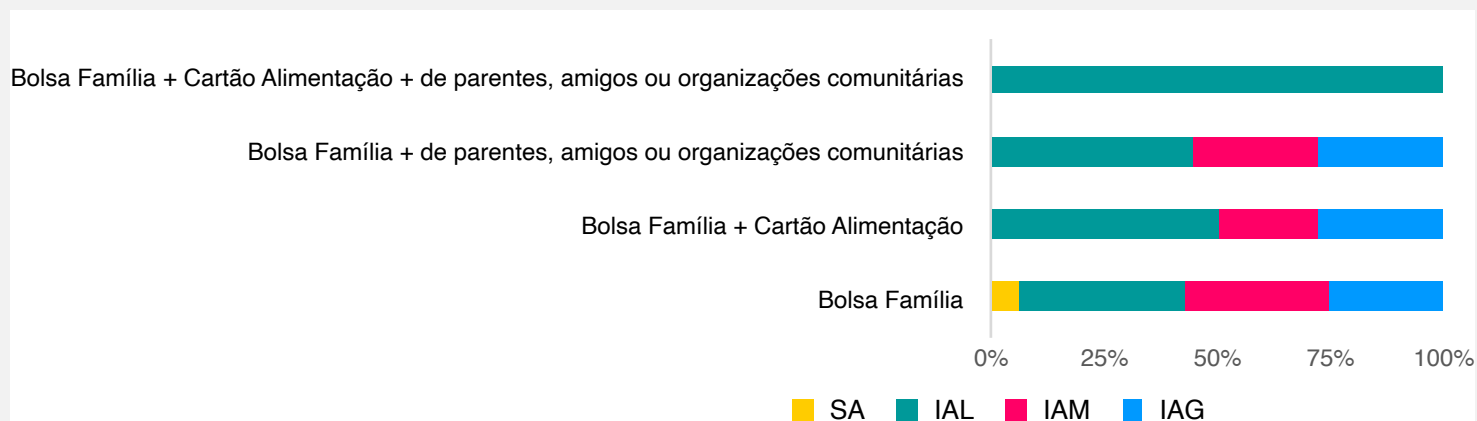 Bolsa Família + Cartão Alimentação + de parentes, amigos ou organizações comunitárias
Bolsa Família + de parentes, amigos ou organizações comunitárias
Bolsa Família + Cartão Alimentação
Bolsa Família
0% 25% 50% 75% 100%
SA IAL IAM IAG